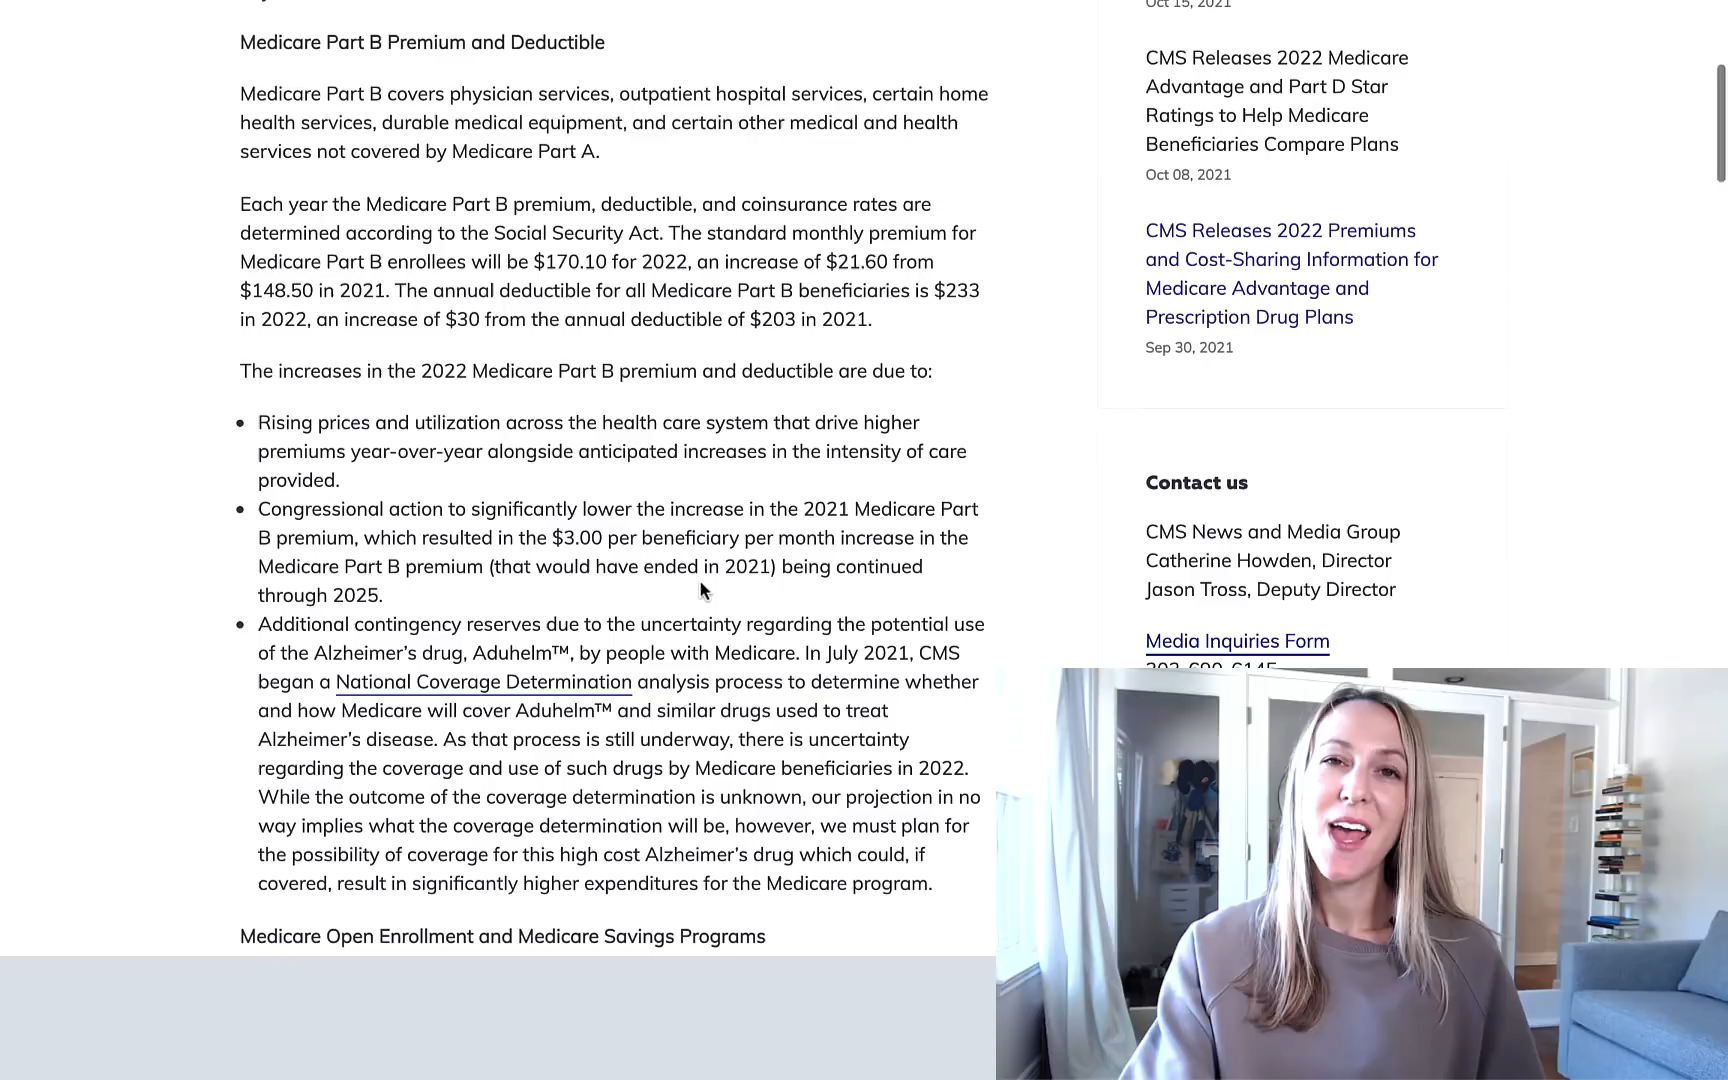 Medicare Part B Premium and Deductible
Medicare Part B covers physician services, outpatient hospital services, certain home
health services, durable medical equipment, and certain other medical and health
services not covered by Medicare Part A.
Each year the Medicare Part B premium, deductible, and coinsurance rates are
determined according to the Social Security Act. The standard monthly premium for
Medicare Part B enrollees will be $170.10 for 2022, an increase of $21.60 from
$148.50 in 2021. The annual deductible for all Medicare Part B beneficiaries is $233
in 2022, an increase of $30 from the annual deductible of $203 in 2021.
The increases in the 2022 Medicare Part B premium and deductible are due to:
• Rising prices and utilization across the health care system that drive higher
premiums year-over-year alongside anticipated increases in the intensity of care
provided.
• Congressional action to significantly lower the increase in the 2021 Medicare Part
B premium, which resulted in the $3.00 per beneficiary per month increase in the
Medicare Part B premium (that would have ended in 2021) being continued
through 2025.
• Additional contingency reserves due to the uncertainty regarding the potential use
of the Alzheimer’s drug, Aduhelm™, by people with Medicare. In July 2021, CMS
began a National Coverage Determination analysis process to determine whether
and how Medicare will cover Aduhelm™ and similar drugs used to treat
Alzheimer’s disease. As that process is still underway, there is uncertainty
regarding the coverage and use of such drugs by Medicare beneficiaries in 2022.
While the outcome of the coverage determination is unknown, our projection in no
way implies what the coverage determination will be, however, we must plan for
the possibility of coverage for this high cost Alzheimer’s drug which could, if
covered, result in significantly higher expenditures for the Medicare program.
Medicare Open Enrollment and Medicare Savings Programs
Oct 15, 2021
CMS Releases 2022 Medicare
Advantage and Part D Star
Ratings to Help Medicare
Beneficiaries Compare Plans
Oct 08, 2021
CMS Releases 2022 Premiums
and Cost-Sharing Information for
Medicare Advantage and
Prescription Drug Plans
Sep 30, 2021
Contact us
CMS News and Media Group
Catherine Howden, Director
Jason Tross, Deputy Director
Media Inquiries Form